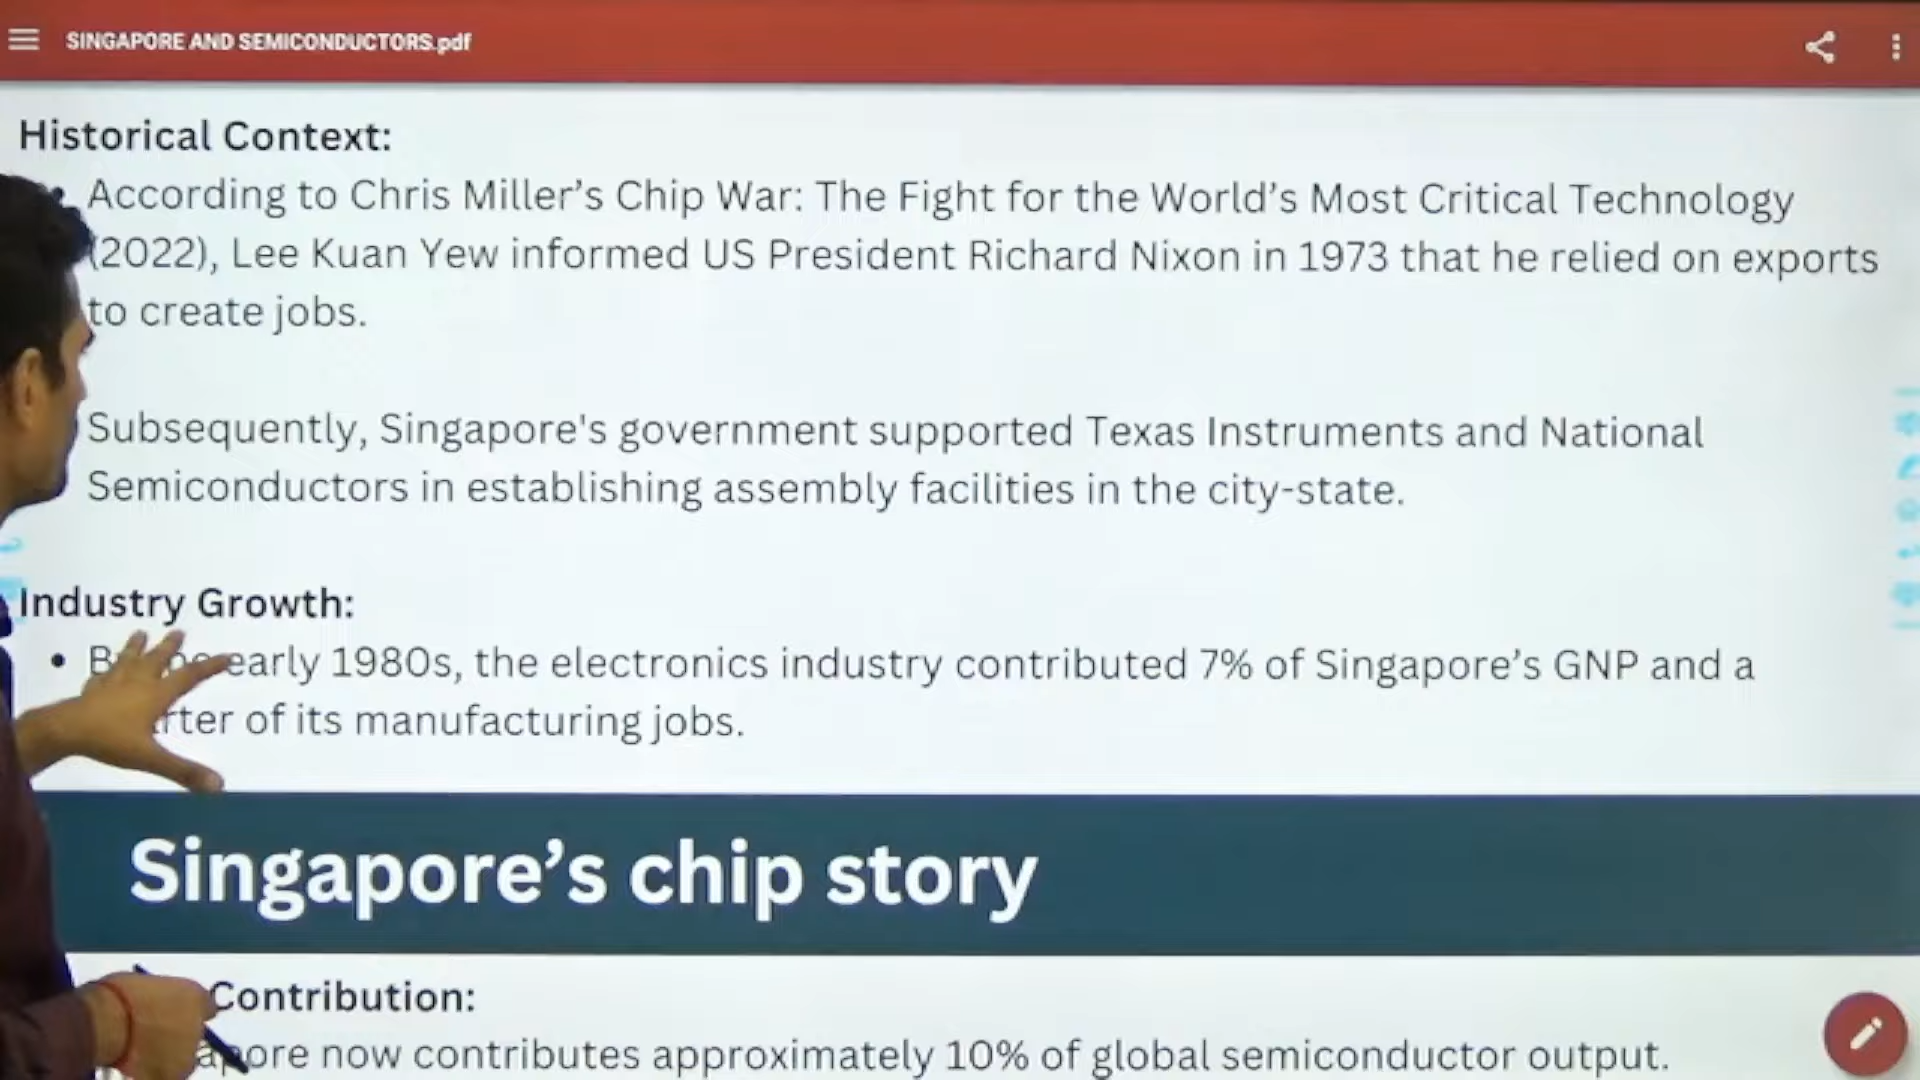 SINGAPORE AND SEMICONDUCTORS.pdf
Historical Context:
According to Chris Miller’s Chip War: The Fight for the World’s Most Critical Technology
(2022), Lee Kuan Yew informed US President Richard Nixon in 1973 that he relied on exports
to create jobs.
Subsequently, Singapore's government supported Texas Instruments and National
Semiconductors in establishing assembly facilities in the city-state.
Industry Growth:
early 1980s, the electronics industry contributed 7% of Singapore’s GNP and a
of its manufacturing jobs.
Singapore’s chip story
Contribution:
now contributes approximately 10% of global semiconductor output.